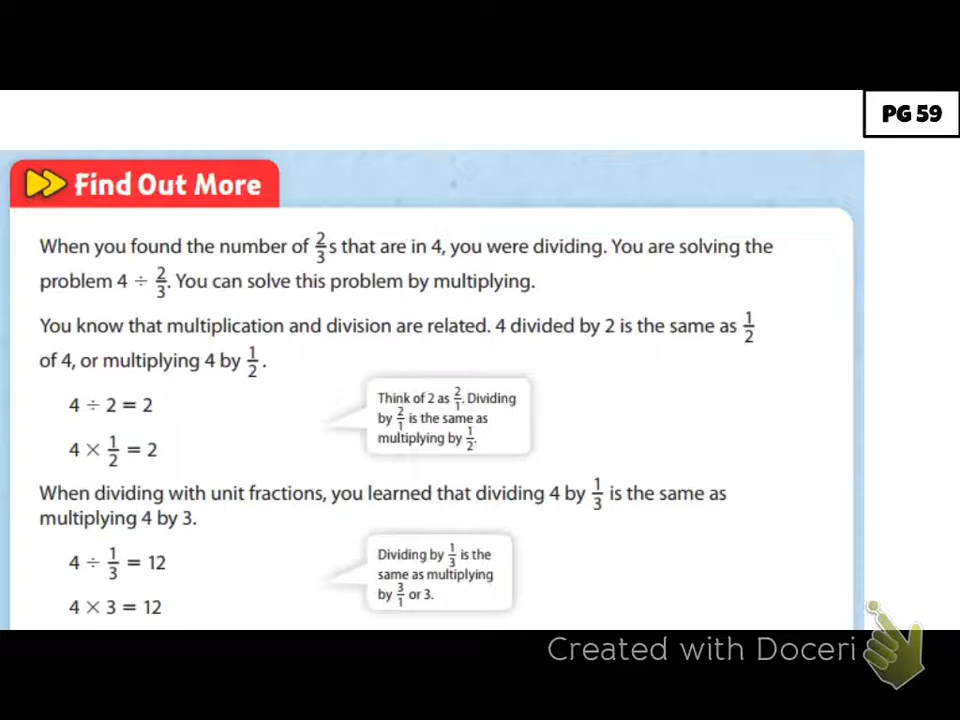 PG 59
Find Out More
When you found the number of 2/3s that are in 4, you were dividing. You are solving the
problem 4 ÷ 2/3. You can solve this problem by multiplying.
You know that multiplication and division are related. 4 divided by 2 is the same as 1/2
of 4, or multiplying 4 by 1/2.
4 ÷ 2 = 2
4 × 1/2 = 2
Think of 2 as 2/1. Dividing
by 2/1 is the same as
multiplying by 1/2.
When dividing with unit fractions, you learned that dividing 4 by 1/3 is the same as
multiplying 4 by 3.
4 ÷ 1/3 = 12
4 × 3 = 12
Dividing by 1/3 is the
same as multiplying
by 3/1 or 3.
Created with Doceri